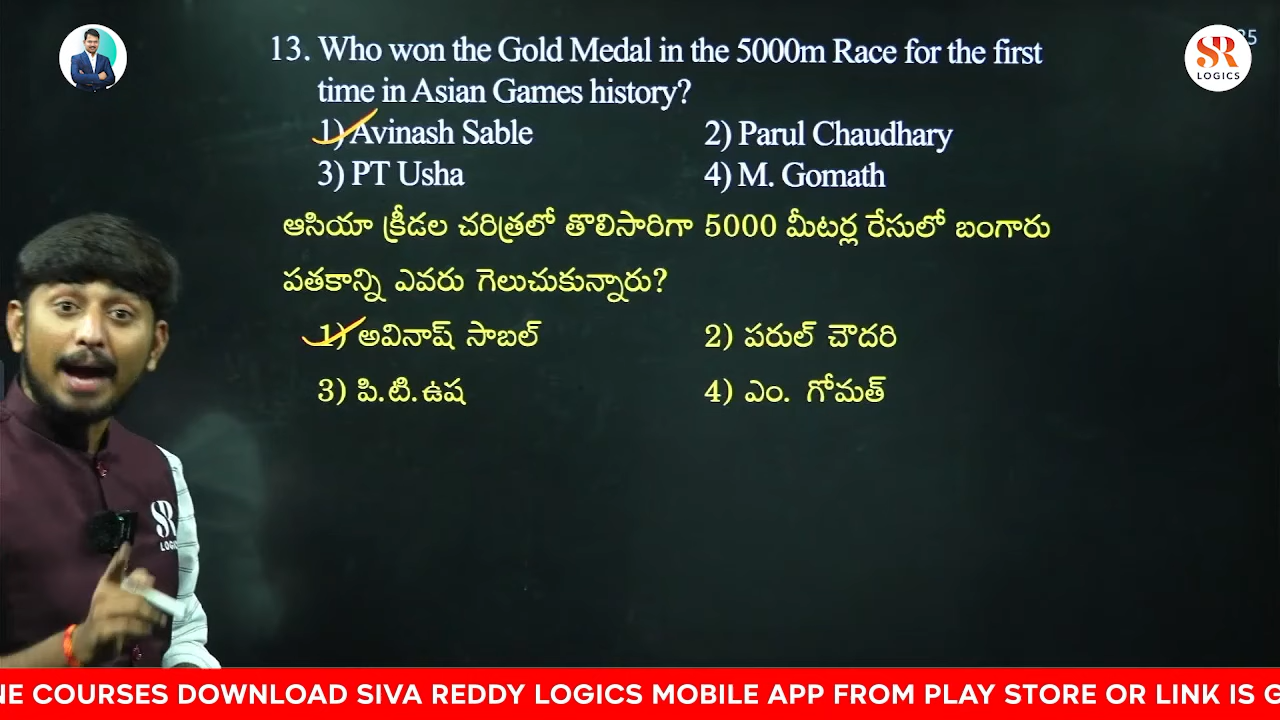 13. Who won the Gold Medal in the 5000m Race for the first
time in Asian Games history?
1) Avinash Sable 2) Parul Chaudhary
3) PT Usha 4) M. Gomath
ఆసియా క్రీడల చరిత్రలో తొలిసారిగా 5000 మీటర్ల రేసులో బంగారు
పతకాన్ని ఎవరు గెలుచుకున్నారు?
1) అవినాష్ సాబల్ 2) పరుల్ చౌదరి
3) పి.టి.ఉష 4) ఎం. గోమత్
SR
LOGICS
SR
NE COURSES DOWNLOAD SIVA REDDY LOGICS MOBILE APP FROM PLAY STORE OR LINK IS G